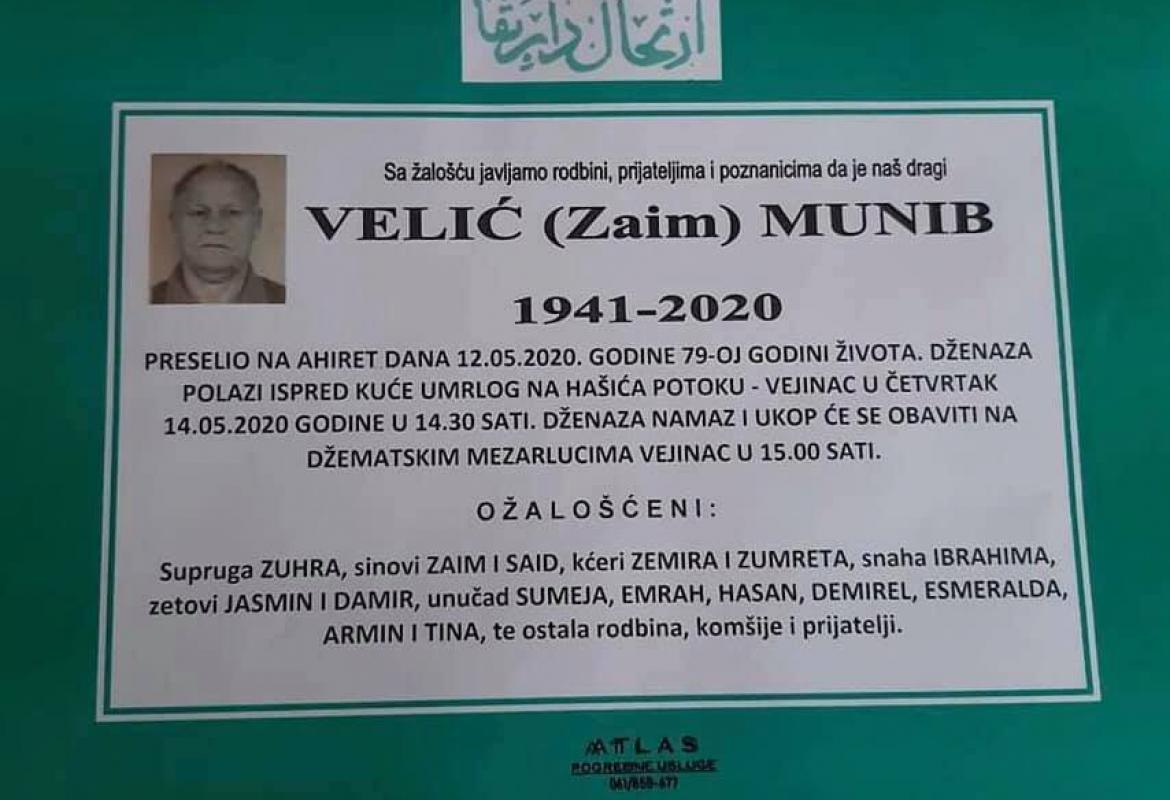 ارتحال دار بقا
Sa žalošću javljamo rodbini, prijateljima i poznanicima da je naš dragi
VELIĆ (Zaim) MUNIB
1941-2020
PRESELIO NA AHIRET DANA 12.05.2020. GODINE 79-OJ GODINI ŽIVOTA. DŽENAZA
POLAZI ISPRED KUĆE UMRLOG NA HAŠIĆA POTOKU - VEJINAC U ČETVRTAK
14.05.2020 GODINE U 14.30 SATI. DŽENAZA NAMAZ I UKOP ĆE SE OBAVITI NA
DŽEMATSKIM MEZARLUCIMA VEJINAC U 15.00 SATI.
OŽALOŠĆENI:
Supruga ZUHRA, sinovi ZAIM I SAID, kćeri ZEMIRA I ZUMRETA, snaha IBRAHIMA,
zetovi JASMIN I DAMIR, unučad SUMEJA, EMRAH, HASAN, DEMIREL, ESMERALDA,
ARMIN I TINA, te ostala rodbina, komšije i prijatelji.
ATLAS
POGREBNE USLUGE
061/859-677